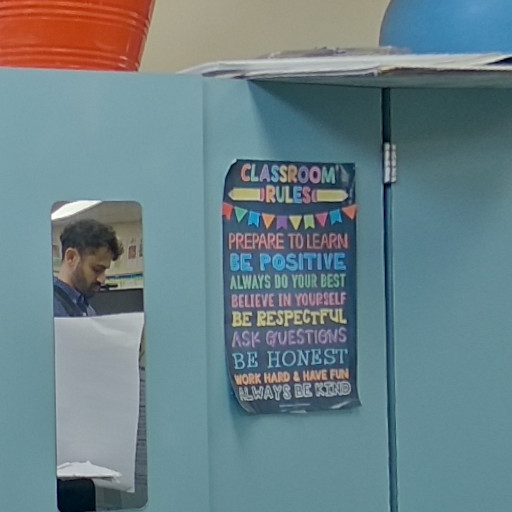 CLASSROOM
RULES
PREPARE TO LEARN
BE POSITIVE
ALWAYS DO YOUR BEST
BELIEVE IN YOURSELF
BE RESPECTFUL
ASK QUESTIONS
BE HONEST
WORK HARD & HAVE FUN
ALWAYS BE KIND